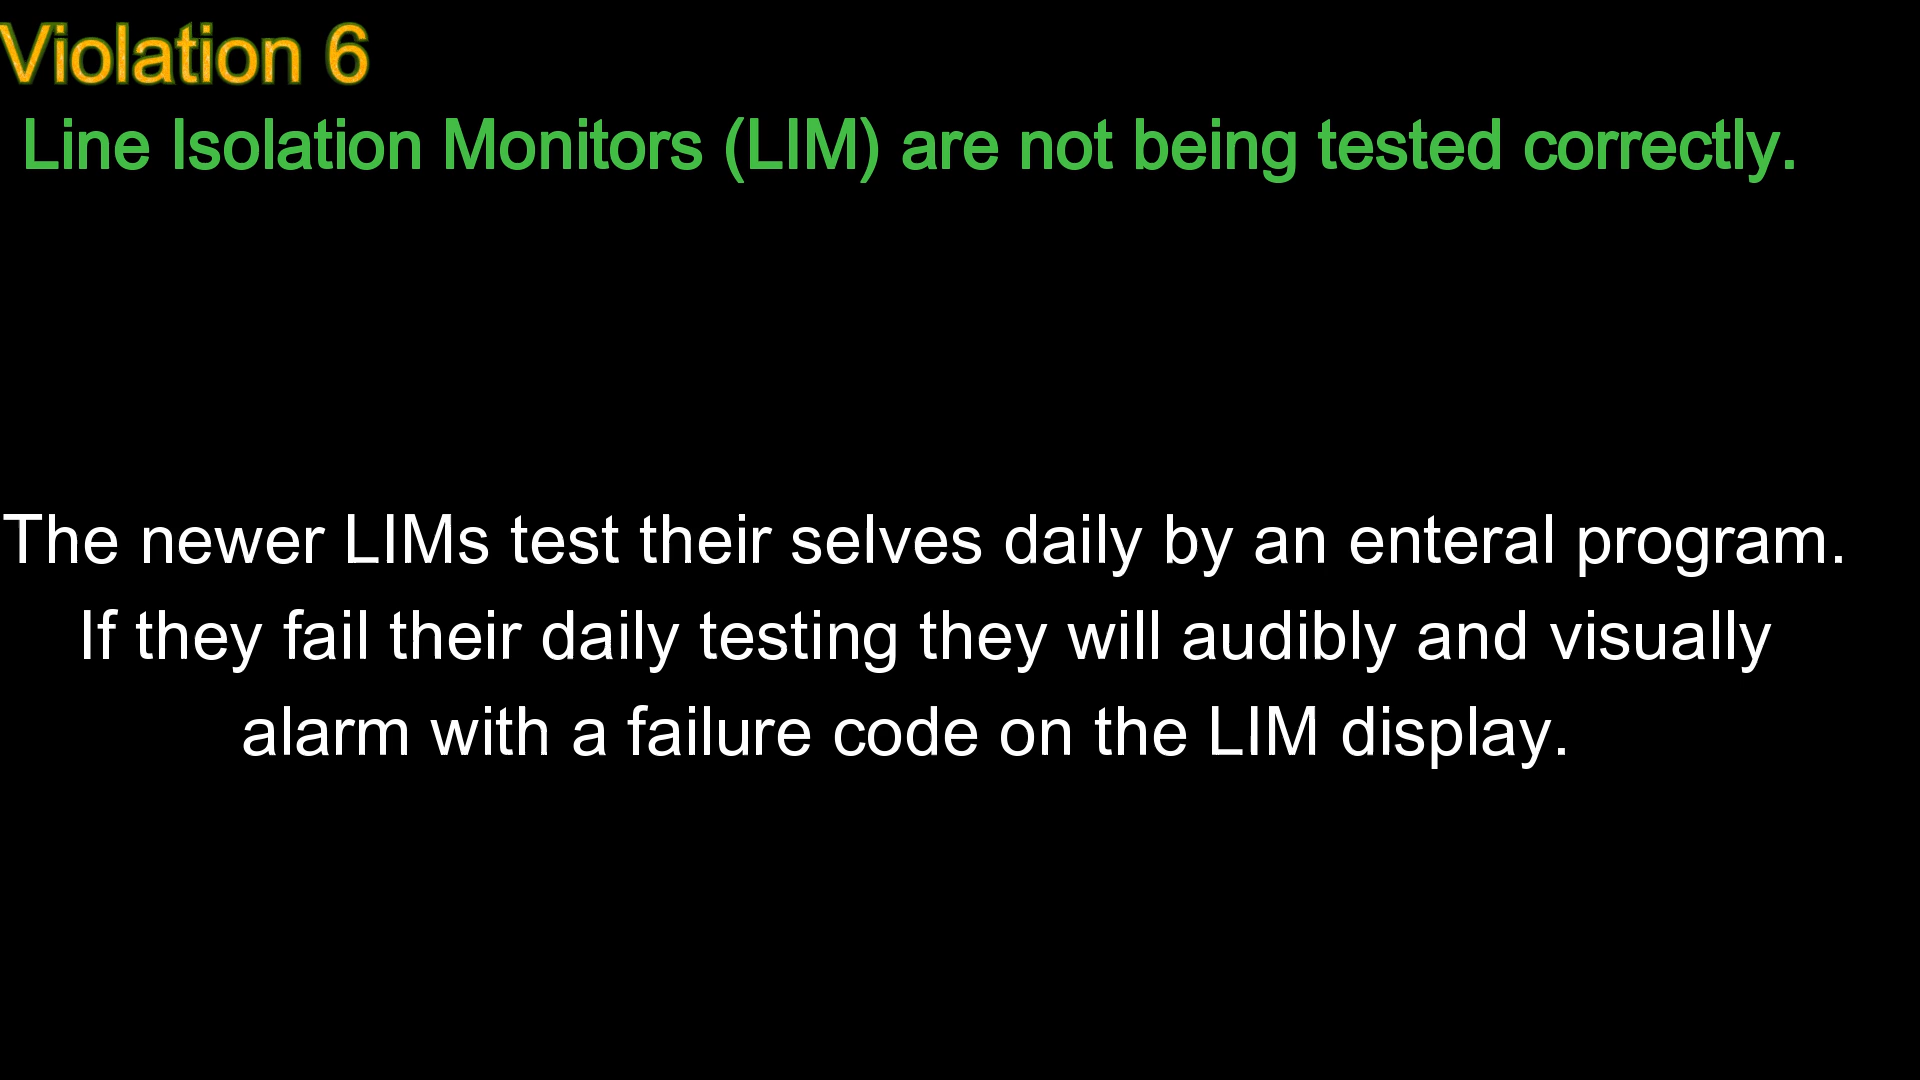 Violation 6
Line Isolation Monitors (LIM) are not being tested correctly.
The newer LIMs test their selves daily by an enteral program.
If they fail their daily testing they will audibly and visually
alarm with a failure code on the LIM display.